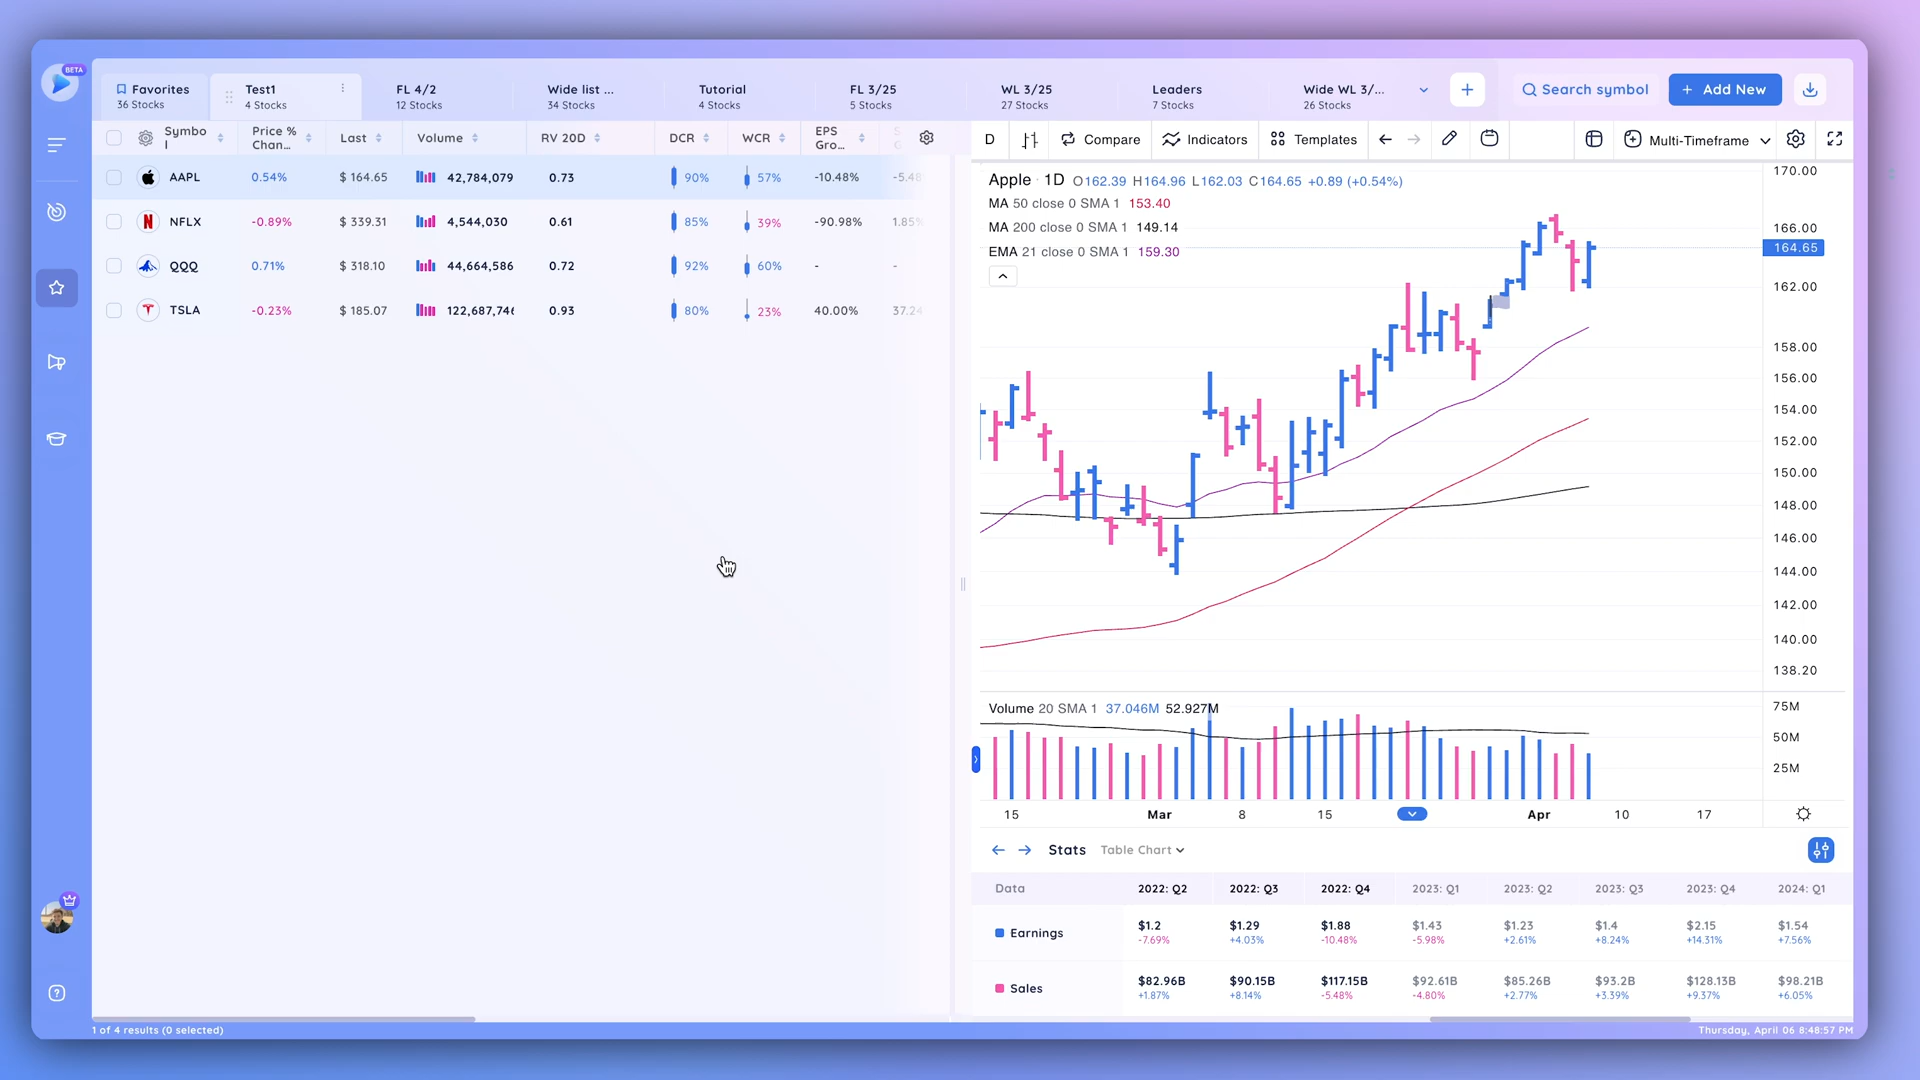 BETA
Favorites
36 Stocks
Test1
4 Stocks
FL 4/2
12 Stocks
Wide list ...
34 Stocks
Tutorial
4 Stocks
FL 3/25
5 Stocks
WL 3/25
27 Stocks
Leaders
7 Stocks
Wide WL 3/...
26 Stocks
Search symbol
+ Add New
Symbo
l
Price %
Chan...
Last
Volume
RV 20D
DCR
WCR
EPS
Gro...
AAPL 0.54% $ 164.65 42,784,079 0.73 90% 57% -10.48% -5.48
NFLX -0.89% $ 339.31 4,544,030 0.61 85% 39% -90.98% 1.85%
QQQ 0.71% $ 318.10 44,664,586 0.72 92% 60% - -
TSLA -0.23% $ 185.07 122,687,746 0.93 80% 23% 40.00% 37.24
D Compare Indicators Templates Multi-Timeframe
Apple · 1D O162.39 H164.96 L162.03 C164.65 +0.89 (+0.54%)
MA 50 close 0 SMA 1 153.40
MA 200 close 0 SMA 1 149.14
EMA 21 close 0 SMA 1 159.30
170.00
166.00
164.65
162.00
158.00
156.00
154.00
152.00
150.00
148.00
146.00
144.00
142.00
140.00
138.20
Volume 20 SMA 1 37.046M 52.927M
75M
50M
25M
15 Mar 8 15 Apr 10 17
Stats Table Chart
Data 2022: Q2 2022: Q3 2022: Q4 2023: Q1 2023: Q2 2023: Q3 2023: Q4 2024: Q1
Earnings
$1.2 $1.29 $1.88 $1.43 $1.23 $1.4 $2.15 $1.54
-7.69% +4.03% -10.48% -5.98% +2.61% +8.24% +14.31% +7.56%
Sales
$82.96B $90.15B $117.15B $92.61B $85.26B $93.2B $128.13B $98.21B
+1.87% +8.14% -5.48% -4.80% +2.77% +3.39% +9.37% +6.05%
1 of 4 results (0 selected)
Thursday, April 06 8:48:57 PM